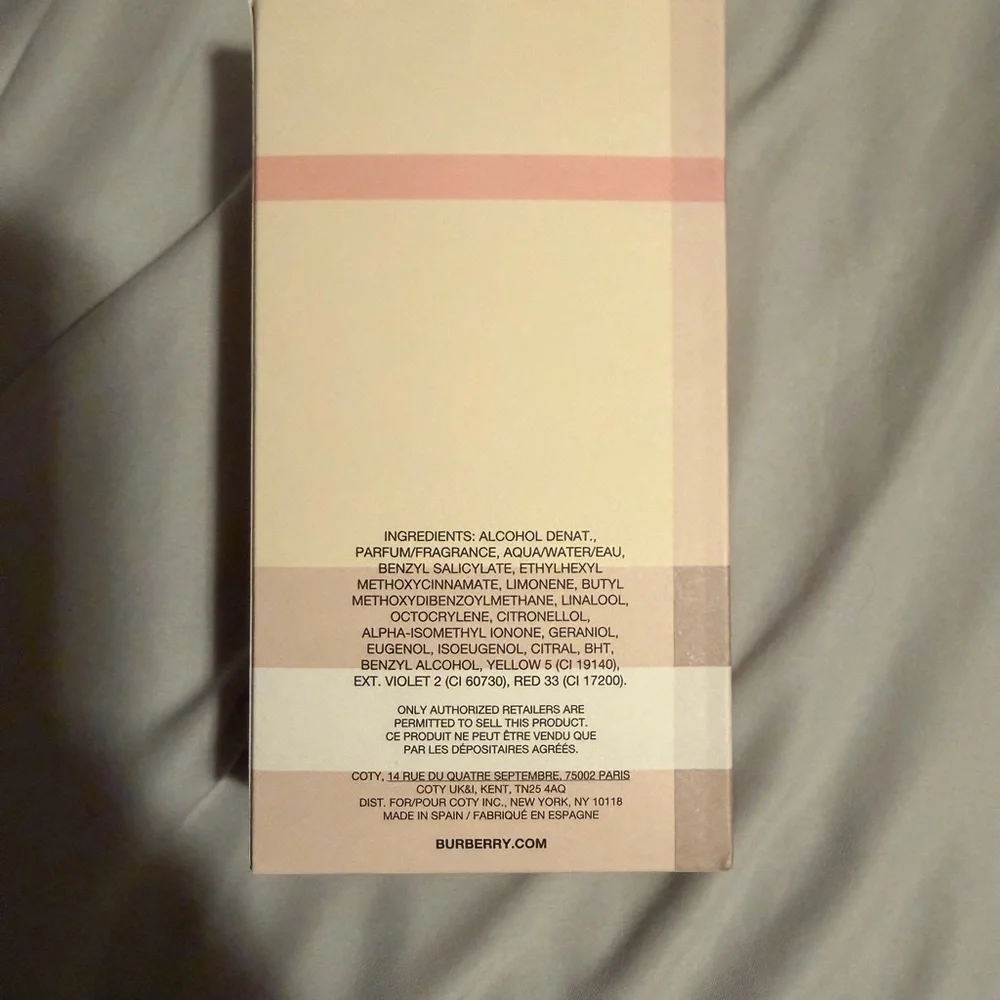 INGREDIENTS: ALCOHOL DENAT.,
PARFUM/FRAGRANCE, AQUA/WATER/EAU,
BENZYL SALICYLATE, ETHYLHEXYL
METHOXYCINNAMATE, LIMONENE, BUTYL
METHOXYDIBENZOYLMETHANE, LINALOOL,
OCTOCRYLENE, CITRONELLOL,
ALPHA-ISOMETHYL IONONE, GERANIOL,
EUGENOL, ISOEUGENOL, CITRAL, BHT,
BENZYL ALCOHOL, YELLOW 5 (CI 19140),
EXT. VIOLET 2 (CI 60730), RED 33 (CI 17200).
ONLY AUTHORIZED RETAILERS ARE
PERMITTED TO SELL THIS PRODUCT.
CE PRODUIT NE PEUT ÊTRE VENDU QUE
PAR LES DÉPOSITAIRES AGRÉÉS.
COTY, 14 RUE DU QUATRE SEPTEMBRE, 75002 PARIS
COTY UK&I, KENT, TN25 4AQ
DIST. FOR/POUR COTY INC., NEW YORK, NY 10118
MADE IN SPAIN / FABRIQUÉ EN ESPAGNE
BURBERRY.COM